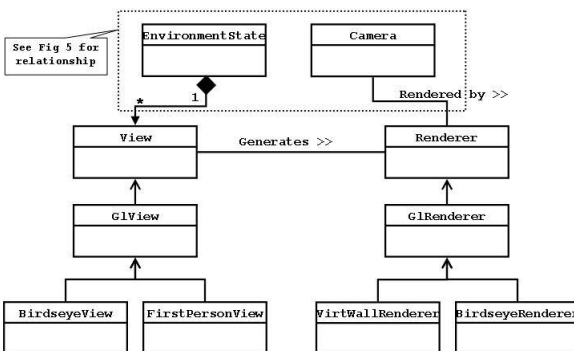 EnvironmentState
Camera
See Fig 5 for
relationship
Rendered by >>
1
*
View
Generates >>
Renderer
GlView
GlRenderer
BirdseyeView
FirstPersonView
VirtWallRenderer
BirdseyeRenderer